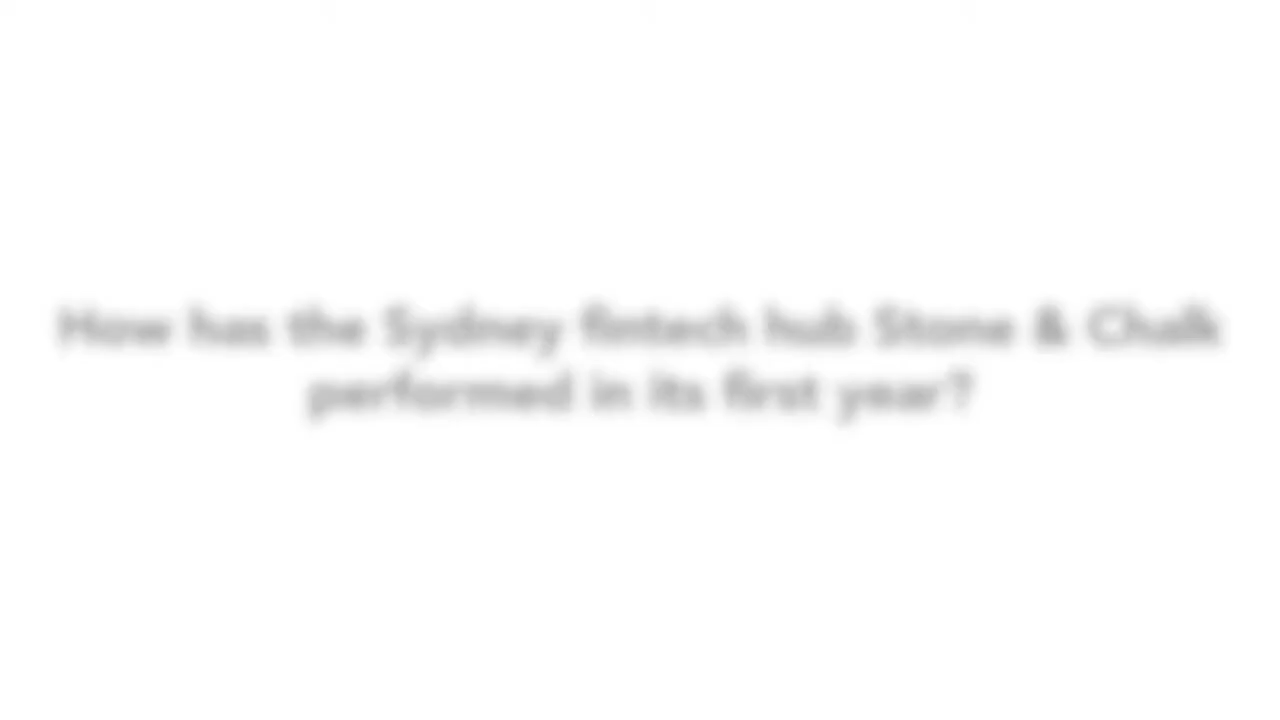 How has the Sydney fintech hub Stone & Chalk
performed in its first year?